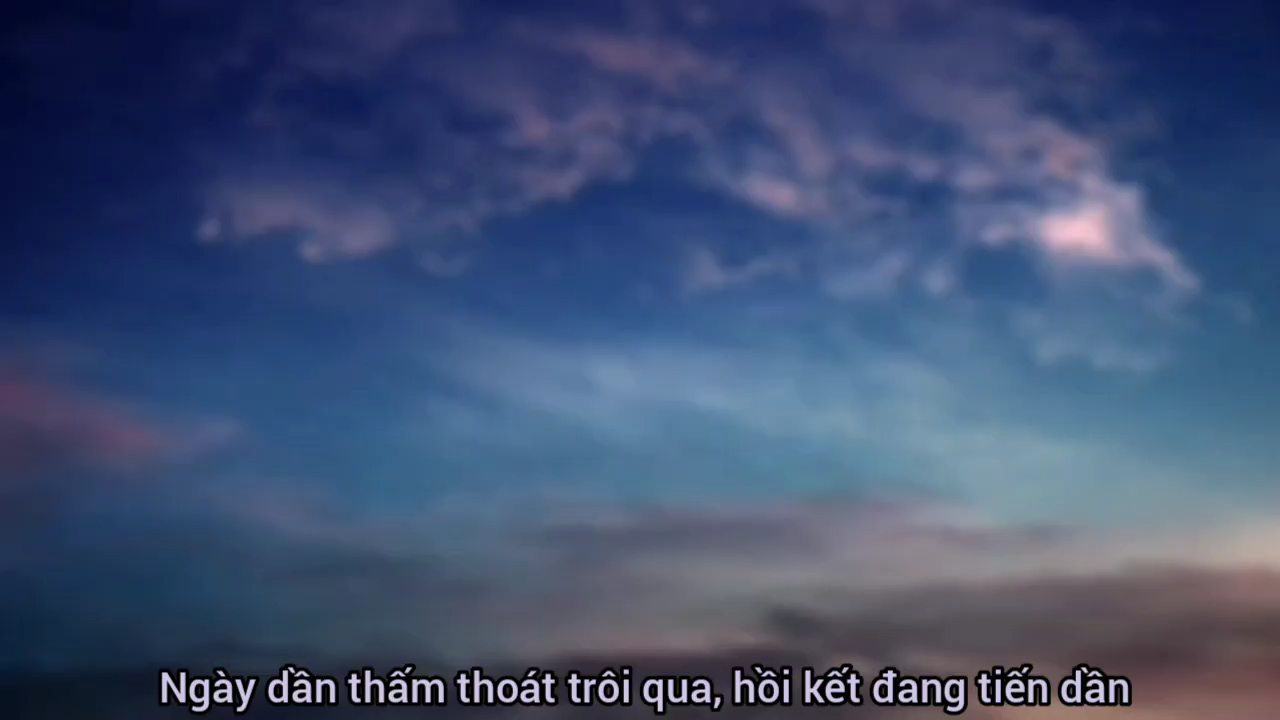 Ngày dần thấm thoát trôi qua, hồi kết đang tiến dần